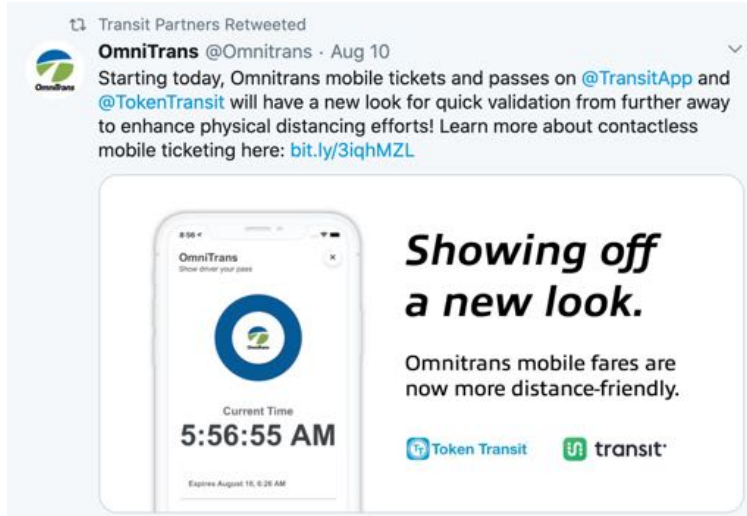 Transit Partners Retweeted
OmniTrans @Omnitrans · Aug 10
Starting today, Omnitrans mobile tickets and passes on @TransitApp and
@TokenTransit will have a new look for quick validation from further away
to enhance physical distancing efforts! Learn more about contactless
mobile ticketing here: bit.ly/3iqhMZL
OmniTrans
8:56
OmniTrans
Show driver your pass
OmniTrans
Current Time
5:56:55 AM
Expires August 10, 6:26 AM
Showing off
a new look.
Omnitrans mobile fares are
now more distance-friendly.
TT Token Transit
transit